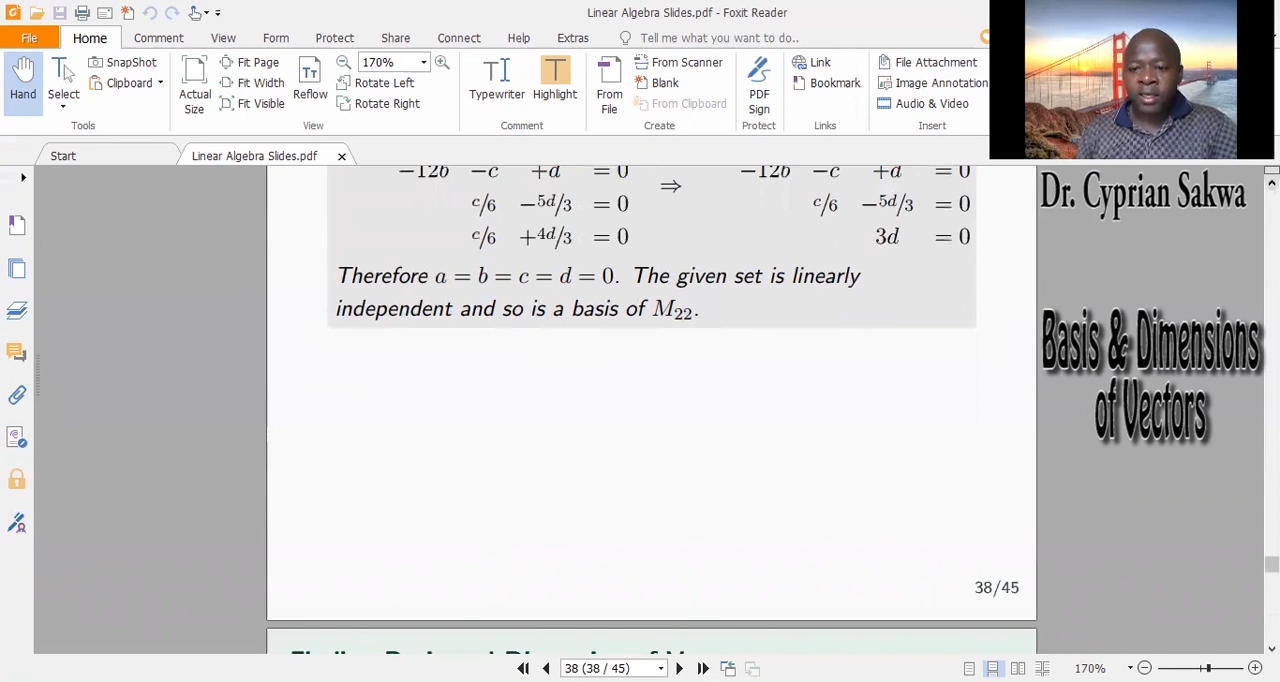 Linear Algebra Slides.pdf - Foxit Reader
File Home Comment View Form Protect Share Connect Help Extras Tell me what you want to do..
Hand
Select
SnapShot
Clipboard
Tools
Actual Size
Fit Page
Fit Width
Fit Visible
Reflow
170%
Rotate Left
Rotate Right
View
Typewriter
Highlight
Comment
From File
From Scanner
Blank
From Clipboard
Create
PDF Sign
Protect
Link
Bookmark
Links
File Attachment
Image Annotation
Audio & Video
Insert
Start
Linear Algebra Slides.pdf
−12b −c +d = 0 ⇒ −12b −c +d = 0
c/6 −5d/3 = 0 c/6 −5d/3 = 0
c/6 +4d/3 = 0 3d = 0
Therefore a = b = c = d = 0. The given set is linearly
independent and so is a basis of M22.
38/45
Dr. Cyprian Sakwa
Basis & Dimensions
of Vectors
38 (38 / 45)
170%